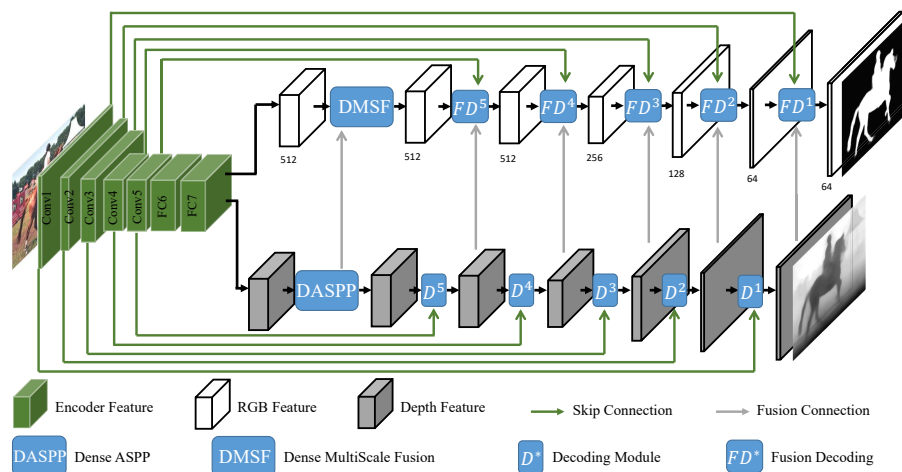 DMSF
FD⁵
FD⁴
FD³
FD²
FD¹
512
512
512
256
128
64
64
Conv1
Conv2
Conv3
Conv4
Conv5
FC6
FC7
DASPP
D⁵
D⁴
D³
D²
D¹
Encoder Feature
RGB Feature
Depth Feature
Skip Connection
Fusion Connection
DASPP Dense ASPP
DMSF Dense MultiScale Fusion
D* Decoding Module
FD* Fusion Decoding